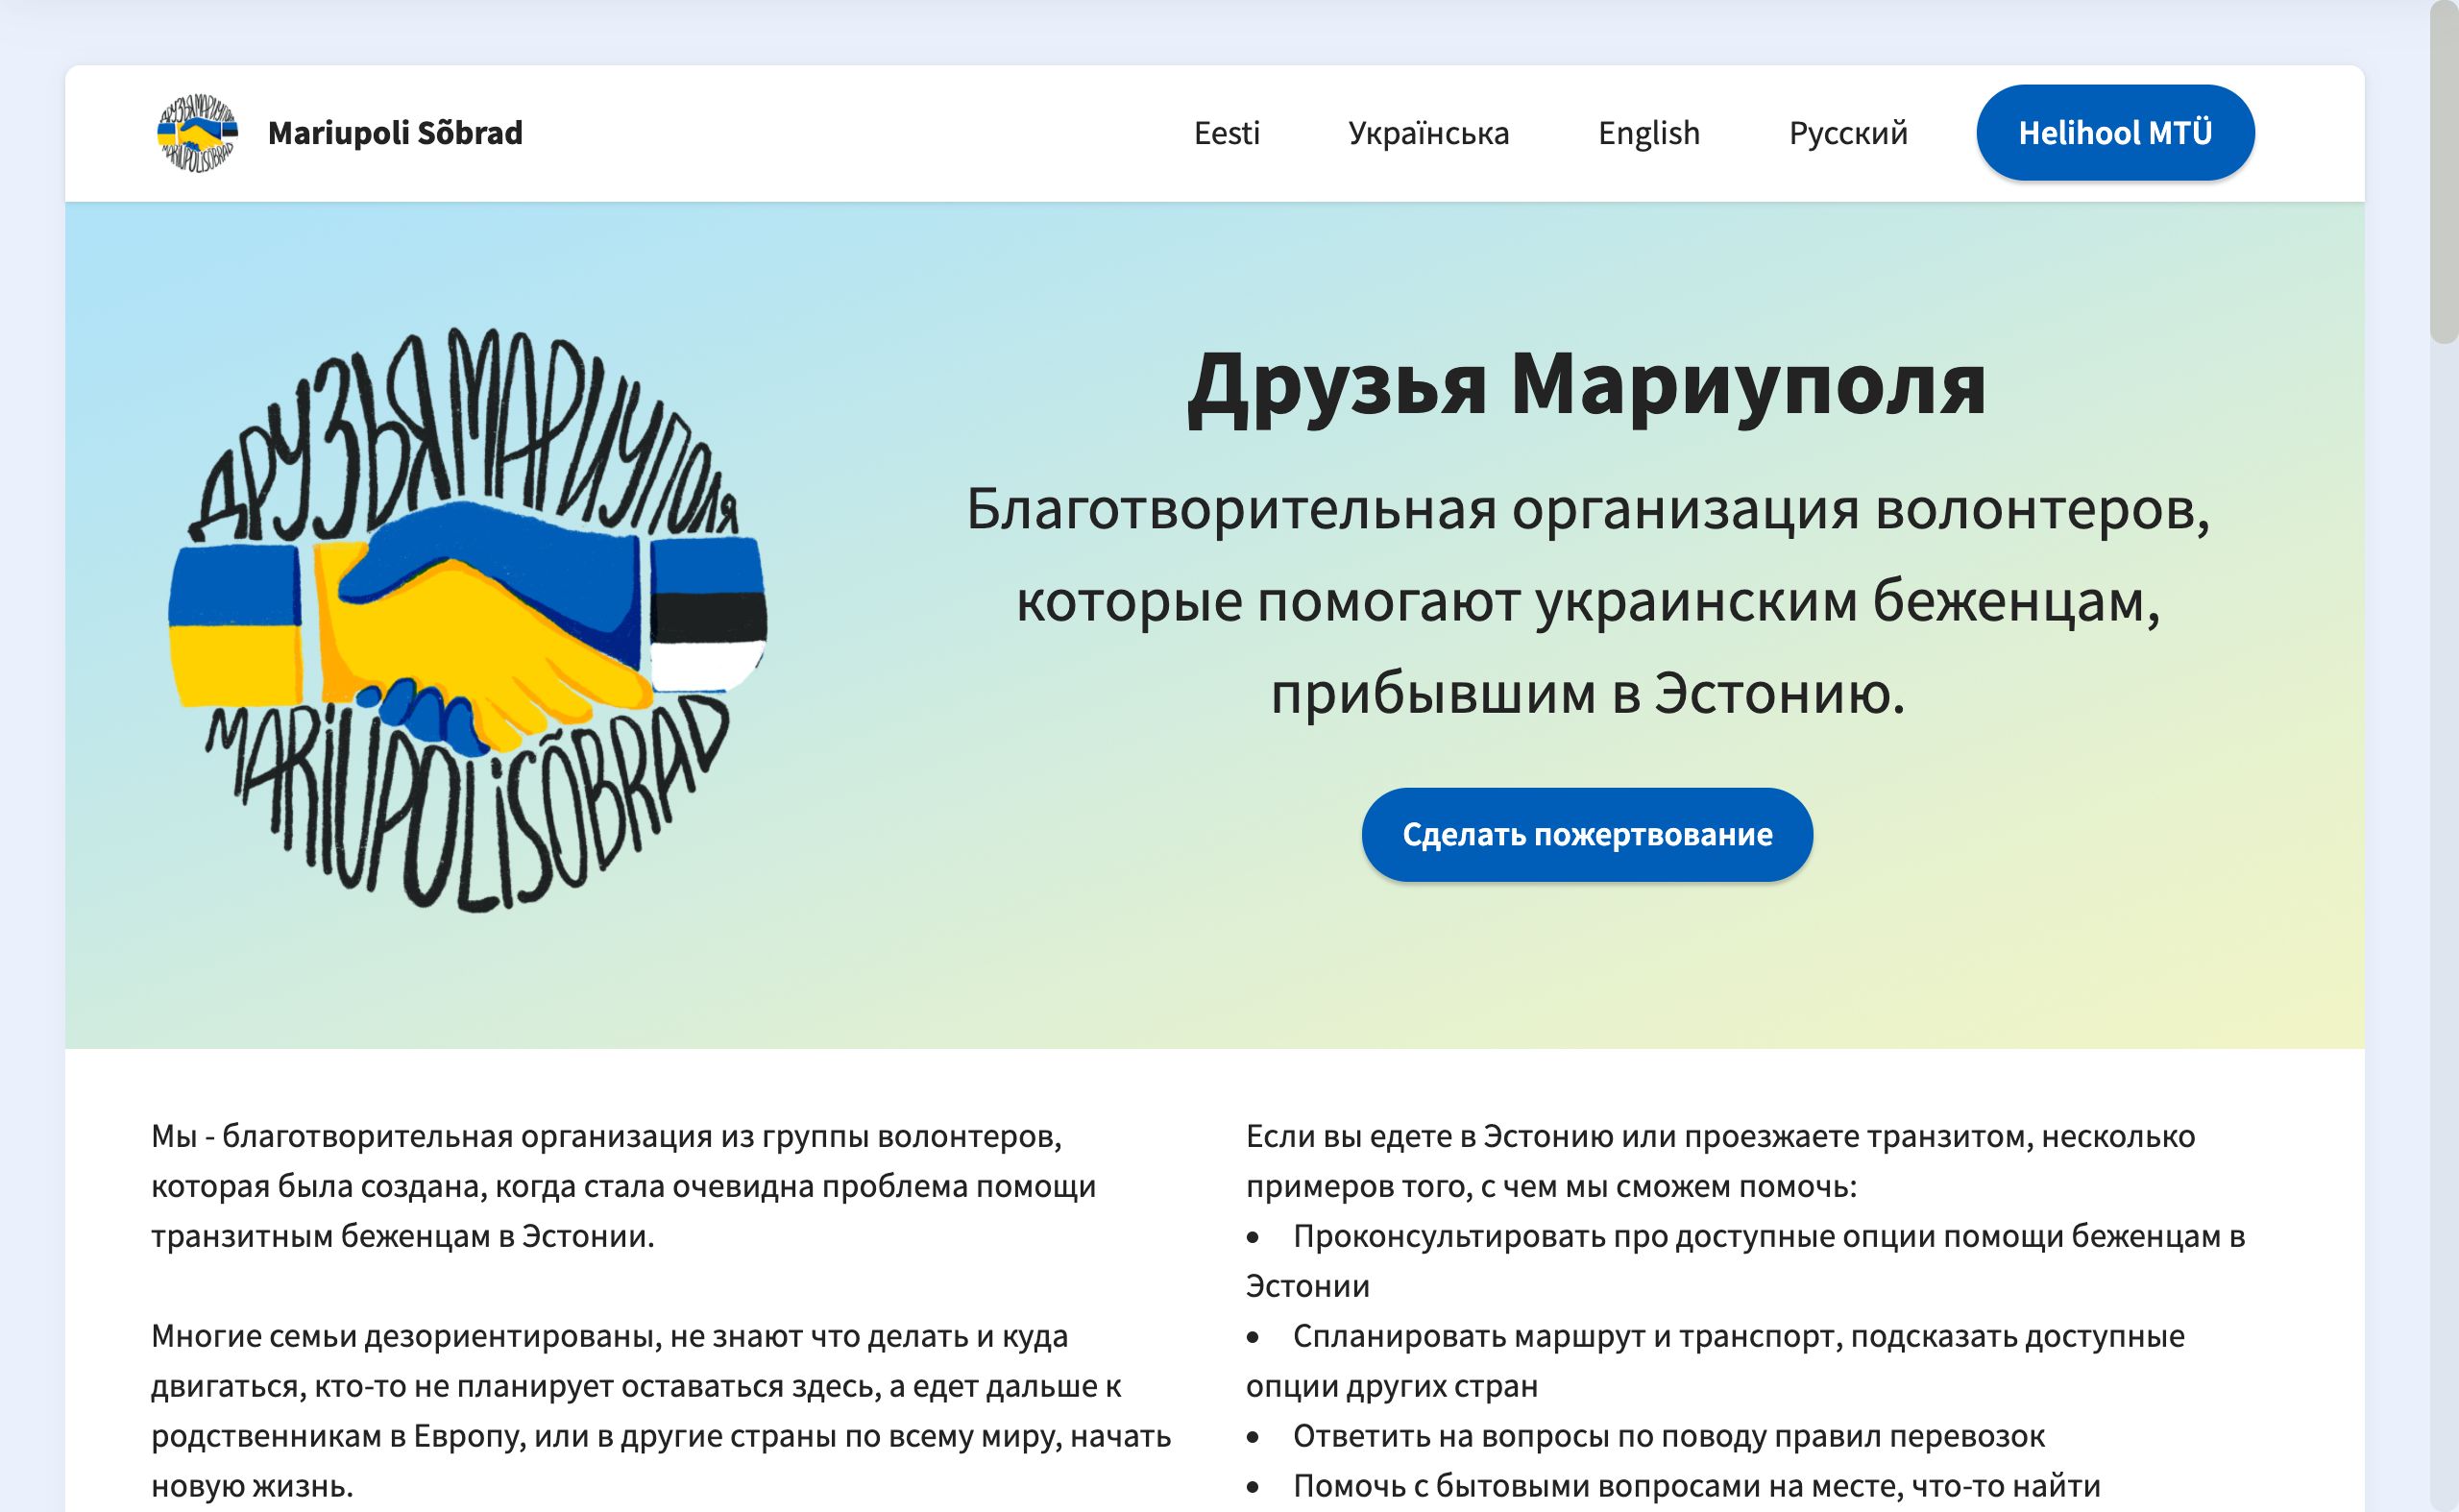 ДРУЗЬЯ МАРИУПОЛЯ
MARIUPOLI SÕBRAD
Mariupoli Sõbrad
Eesti
Українська
English
Русский
Helihool MTÜ
ДРУЗЬЯ МАРИУПОЛЯ
MARIUPOLI SÕBRAD
Друзья Мариуполя
Благотворительная организация волонтеров,
которые помогают украинским беженцам,
прибывшим в Эстонию.
Сделать пожертвование
Мы - благотворительная организация из группы волонтеров,
которая была создана, когда стала очевидна проблема помощи
транзитным беженцам в Эстонии.
Многие семьи дезориентированы, не знают что делать и куда
двигаться, кто-то не планирует оставаться здесь, а едет дальше к
родственникам в Европу, или в другие страны по всему миру, начать
новую жизнь.
Если вы едете в Эстонию или проезжаете транзитом, несколько
примеров того, с чем мы сможем помочь:
• Проконсультировать про доступные опции помощи беженцам в
Эстонии
• Спланировать маршрут и транспорт, подсказать доступные
опции других стран
• Ответить на вопросы по поводу правил перевозок
• Помочь с бытовыми вопросами на месте, что-то найти